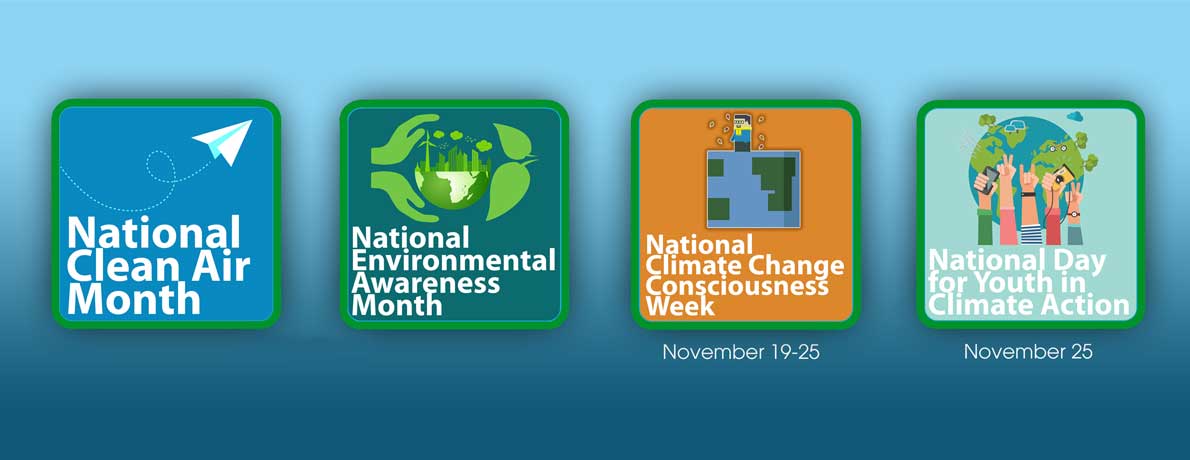 National
Clean Air
Month
National
Environmental
Awareness
Month
National
Climate Change
Consciousness
Week
November 19-25
National Day
for Youth in
Climate Action
November 25